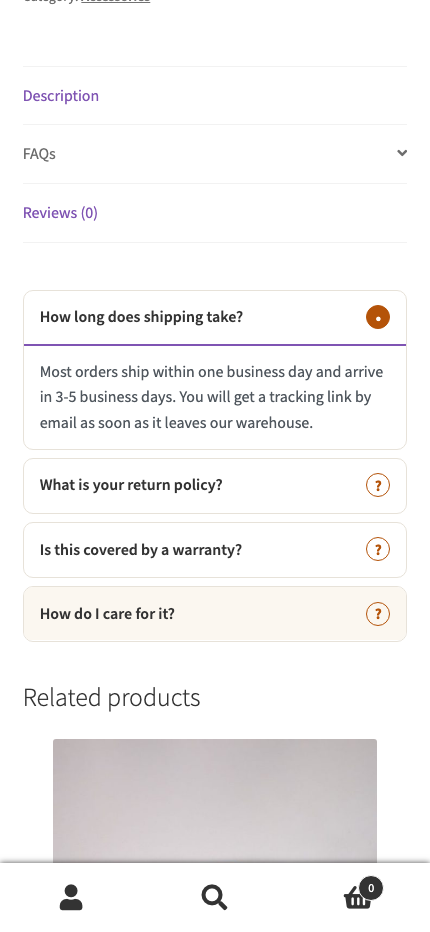 Description
FAQs
Reviews (0)
How long does shipping take?
Most orders ship within one business day and arrive
in 3-5 business days. You will get a tracking link by
email as soon as it leaves our warehouse.
What is your return policy?
?
Is this covered by a warranty?
?
How do I care for it?
?
Related products
0